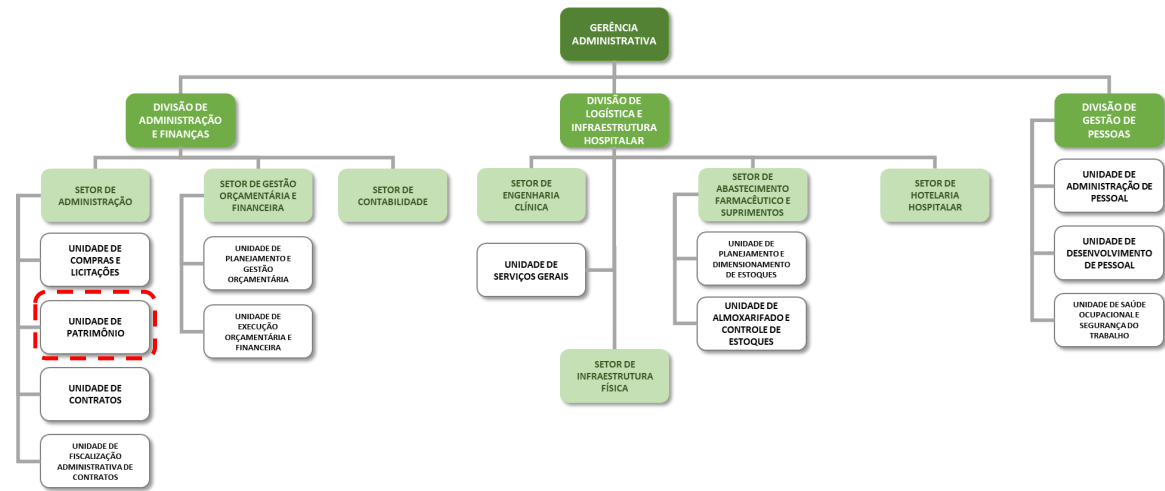 GERÊNCIA
ADMINISTRATIVA
DIVISÃO DE
ADMINISTRAÇÃO
E FINANÇAS
DIVISÃO DE
LOGÍSTICA E
INFRAESTRUTURA
HOSPITALAR
DIVISÃO DE
GESTÃO DE
PESSOAS
SETOR DE
ADMINISTRAÇÃO
SETOR DE GESTÃO
ORÇAMENTÁRIA E
FINANCEIRA
SETOR DE
CONTABILIDADE
SETOR DE
ENGENHARIA
CLÍNICA
SETOR DE
ABASTECIMENTO
FARMACÊUTICO E
SUPRIMENTOS
SETOR DE
HOTELARIA
HOSPITALAR
UNIDADE DE
ADMINISTRAÇÃO DE
PESSOAL
UNIDADE DE
COMPRAS E
LICITAÇÕES
UNIDADE DE
PLANEJAMENTO E
GESTÃO
ORÇAMENTÁRIA
UNIDADE DE
SERVIÇOS GERAIS
UNIDADE DE
PLANEJAMENTO E
DIMENSIONAMENTO
DE ESTOQUES
UNIDADE DE
DESENVOLVIMENTO
DE PESSOAL
UNIDADE DE
PATRIMÔNIO
UNIDADE DE
EXECUÇÃO
ORÇAMENTÁRIA E
FINANCEIRA
UNIDADE DE
ALMOXARIFADO E
CONTROLE DE
ESTOQUES
UNIDADE DE SAÚDE
OCUPACIONAL E
SEGURANÇA DO
TRABALHO
UNIDADE DE
CONTRATOS
SETOR DE
INFRAESTRUTURA
FÍSICA
UNIDADE DE
FISCALIZAÇÃO
ADMINISTRATIVA DE
CONTRATOS